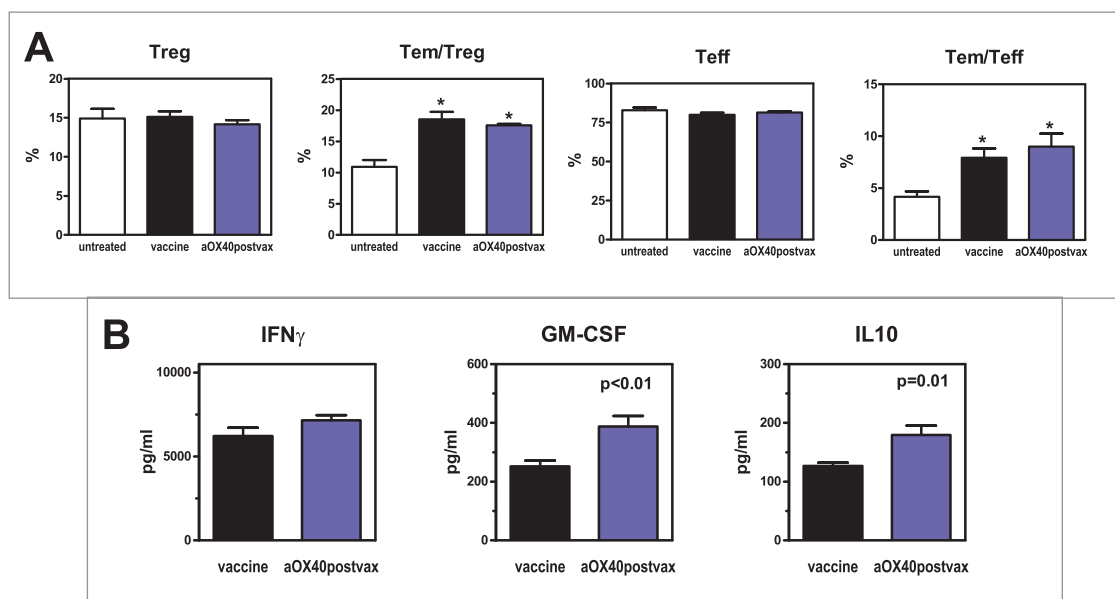 A
Treg
Tem/Treg
Teff
Tem/Teff
20
15
10
5
0
%
untreated
vaccine
aOX40postvax
25
20
15
10
5
0
%
*
*
untreated
vaccine
aOX40postvax
100
75
50
25
0
%
untreated
vaccine
aOX40postvax
15
10
5
0
%
*
*
untreated
vaccine
aOX40postvax
B
IFNγ
GM-CSF
IL10
10000
5000
0
pg/ml
vaccine
aOX40postvax
600
400
200
0
pg/ml
p<0.01
vaccine
aOX40postvax
300
200
100
0
pg/ml
p=0.01
vaccine
aOX40postvax